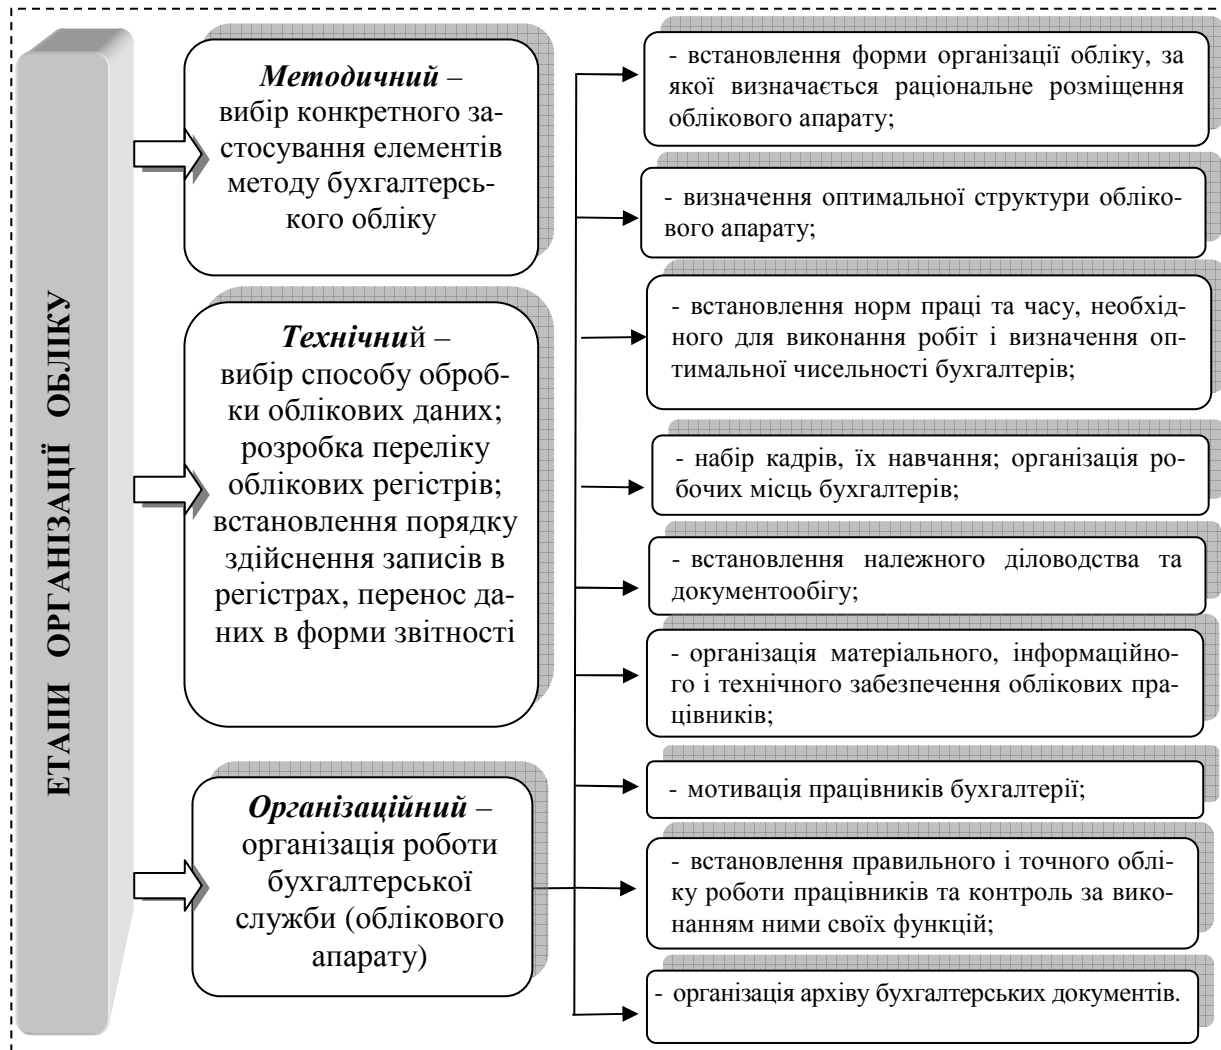 ЕТАПИ ОРГАНІЗАЦІЇ ОБЛІКУ
Методичний –
вибір конкретного за-
стосування елементів
методу бухгалтерсь-
кого обліку
Технічний –
вибір способу оброб-
ки облікових даних;
розробка переліку
облікових регістрів;
встановлення порядку
здійснення записів в
регістрах, перенос да-
них в форми звітності
Організаційний –
організація роботи
бухгалтерської
служби (облікового
апарату)
- встановлення форми організації обліку, за
якої визначається раціональне розміщення
облікового апарату;
- визначення оптимальної структури обліко-
вого апарату;
- встановлення норм праці та часу, необхід-
ного для виконання робіт і визначення оп-
тимальної чисельності бухгалтерів;
- набір кадрів, їх навчання; організація ро-
бочих місць бухгалтерів;
- встановлення належного діловодства та
документообігу;
- організація матеріального, інформаційно-
го і технічного забезпечення облікових пра-
цівників;
- мотивація працівників бухгалтерії;
- встановлення правильного і точного облі-
ку роботи працівників та контроль за вико-
нанням ними своїх функцій;
- організація архіву бухгалтерських документів.